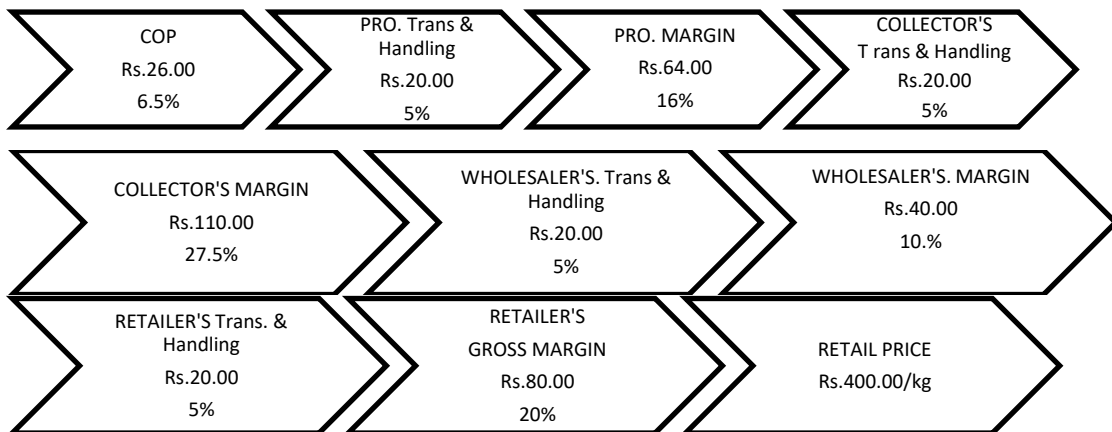 COP
Rs.26.00
6.5%
PRO. Trans &
Handling
Rs.20.00
5%
PRO. MARGIN
Rs.64.00
16%
COLLECTOR'S
T rans & Handling
Rs.20.00
5%
COLLECTOR'S MARGIN
Rs.110.00
27.5%
WHOLESALER'S. Trans &
Handling
Rs.20.00
5%
WHOLESALER'S. MARGIN
Rs.40.00
10.%
RETAILER'S Trans. &
Handling
Rs.20.00
5%
RETAILER'S
GROSS MARGIN
Rs.80.00
20%
RETAIL PRICE
Rs.400.00/kg